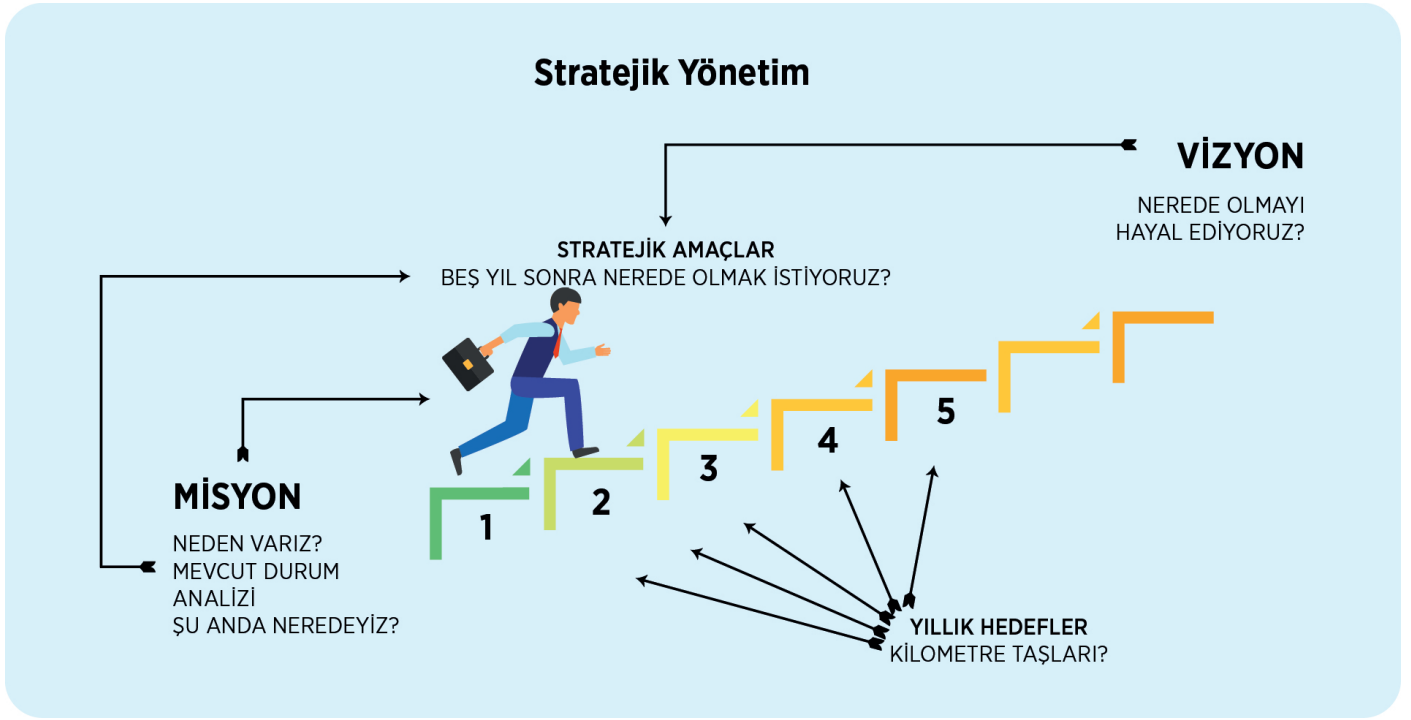 Stratejik Yönetim
VİZYON
NEREDE OLMAYI
HAYAL EDİYORUZ?
STRATEJİK AMAÇLAR
BEŞ YIL SONRA NEREDE OLMAK İSTİYORUZ?
MİSYON
NEDEN VARIZ?
MEVCUT DURUM
ANALİZİ
ŞU ANDA NEREDEYİZ?
1
2
3
4
5
YILLIK HEDEFLER
KİLOMETRE TAŞLARI?